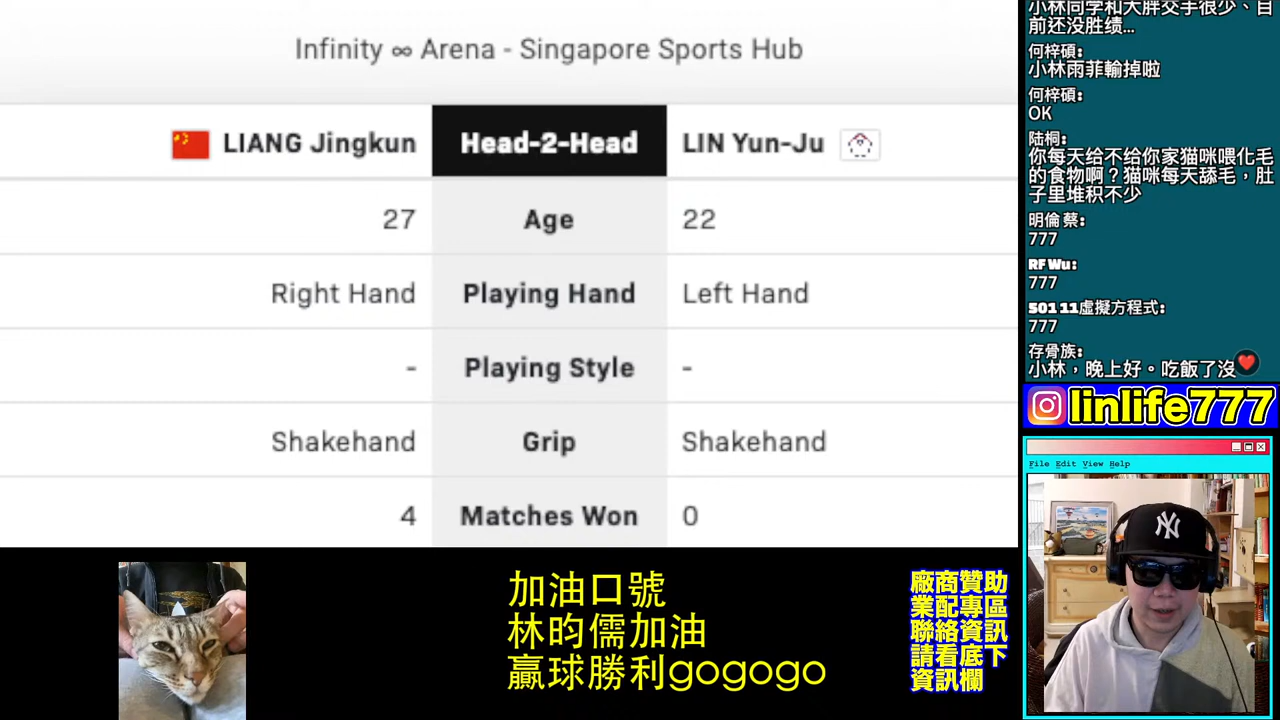 Infinity ∞ Arena - Singapore Sports Hub
LIANG Jingkun Head-2-Head LIN Yun-Ju
27 Age 22
Right Hand Playing Hand Left Hand
- Playing Style -
Shakehand Grip Shakehand
4 Matches Won 0
加油口號
林昀儒加油
贏球勝利gogogo
廠商贊助
業配專區
聯絡資訊
請看底下
資訊欄
小林同学和大胖交手很少、目
前还没胜绩...
何梓碩:
小林雨菲輸掉啦
何梓碩:
OK
陆桐:
你每天给不给你家猫咪喂化毛
的食物啊？猫咪每天舔毛，肚
子里堆积不少
明倫 蔡:
777
RF Wu:
777
501 11虛擬方程式:
777
存骨族:
小林，晚上好。吃飯了沒
linlife777
File Edit View Help
NY